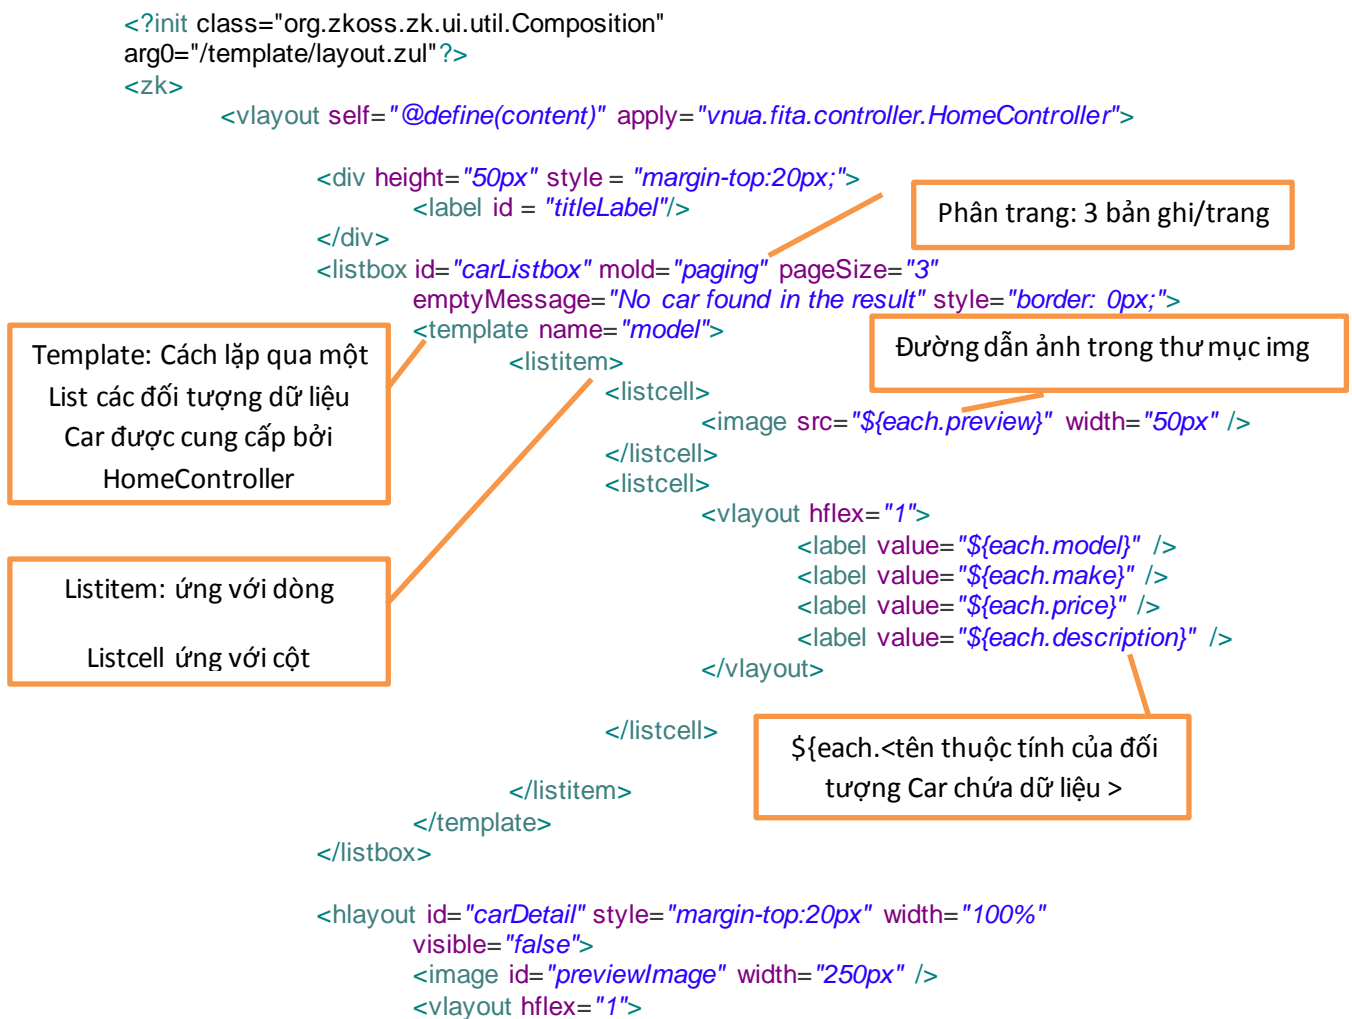 <?init class="org.zkoss.zk.ui.util.Composition"
arg0="/template/layout.zul"?>
<zk>
<vlayout self="@define(content)" apply="vnua.fita.controller.HomeController">
<div height="50px" style = "margin-top:20px;">
<label id = "titleLabel"/>
</div>
Phân trang: 3 bản ghi/trang
<listbox id="carListbox" mold="paging" pageSize="3"
emptyMessage="No car found in the result" style="border: 0px;">
<template name="model">
Template: Cách lặp qua một
List các đối tượng dữ liệu
Car được cung cấp bởi
HomeController
Đường dẫn ảnh trong thư mục img
<listitem>
<listcell>
<image src="${each.preview}" width="50px" />
</listcell>
<listcell>
<vlayout hflex="1">
<label value="${each.model}" />
<label value="${each.make}" />
<label value="${each.price}" />
<label value="${each.description}" />
</vlayout>
Listitem: ứng với dòng
Listcell ứng với cột
</listcell>
${each.<tên thuộc tính của đối
tượng Car chứa dữ liệu >
</listitem>
</template>
</listbox>
<hlayout id="carDetail" style="margin-top:20px" width="100%"
visible="false">
<image id="previewImage" width="250px" />
<vlayout hflex="1">